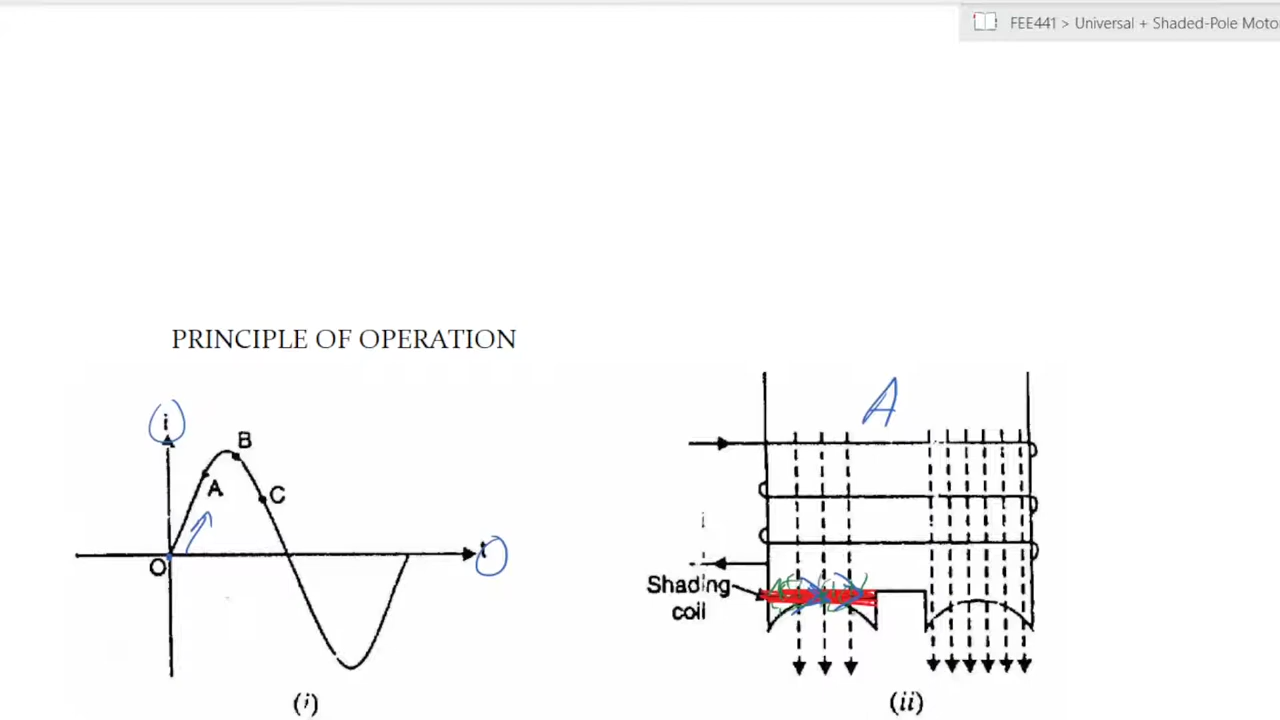 FEE441 > Universal + Shaded-Pole Moto
PRINCIPLE OF OPERATION
i
B
A
C
O
t
(i)
A
i
Shading
coil
(ii)